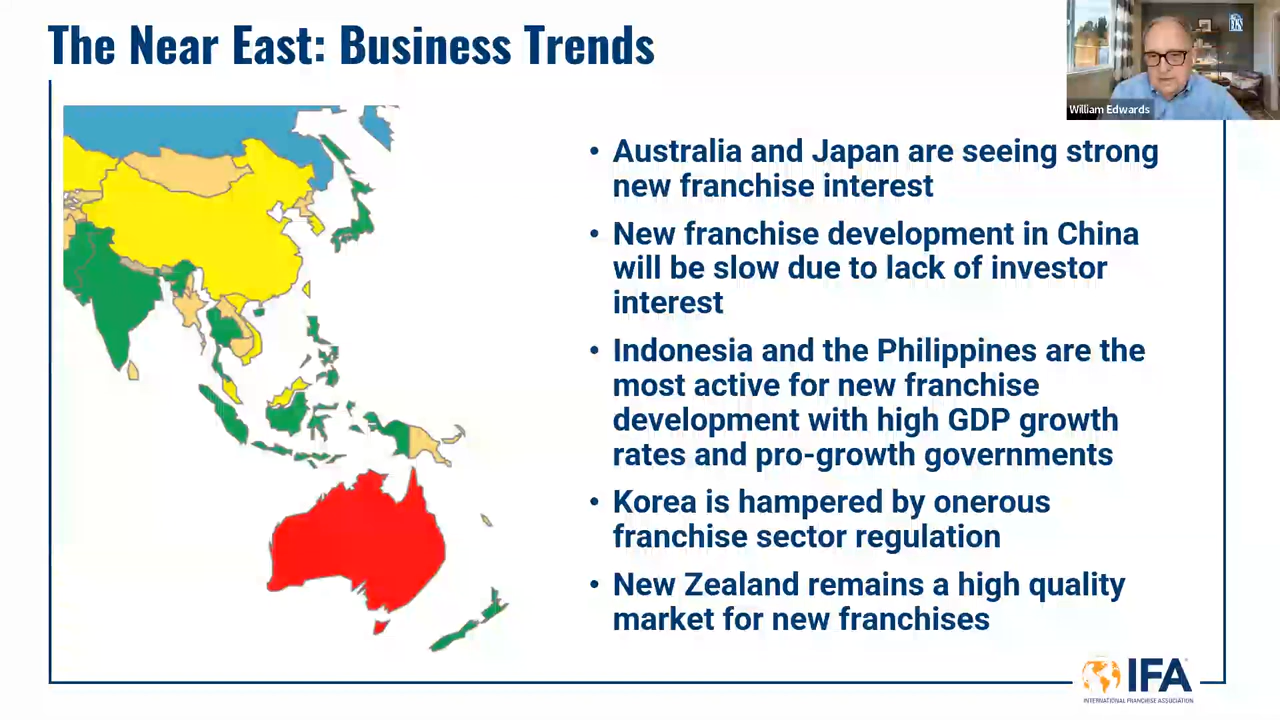 The Near East: Business Trends
William Edwards
• Australia and Japan are seeing strong
new franchise interest
• New franchise development in China
will be slow due to lack of investor
interest
• Indonesia and the Philippines are the
most active for new franchise
development with high GDP growth
rates and pro-growth governments
• Korea is hampered by onerous
franchise sector regulation
• New Zealand remains a high quality
market for new franchises
IFA
INTERNATIONAL FRANCHISE ASSOCIATION